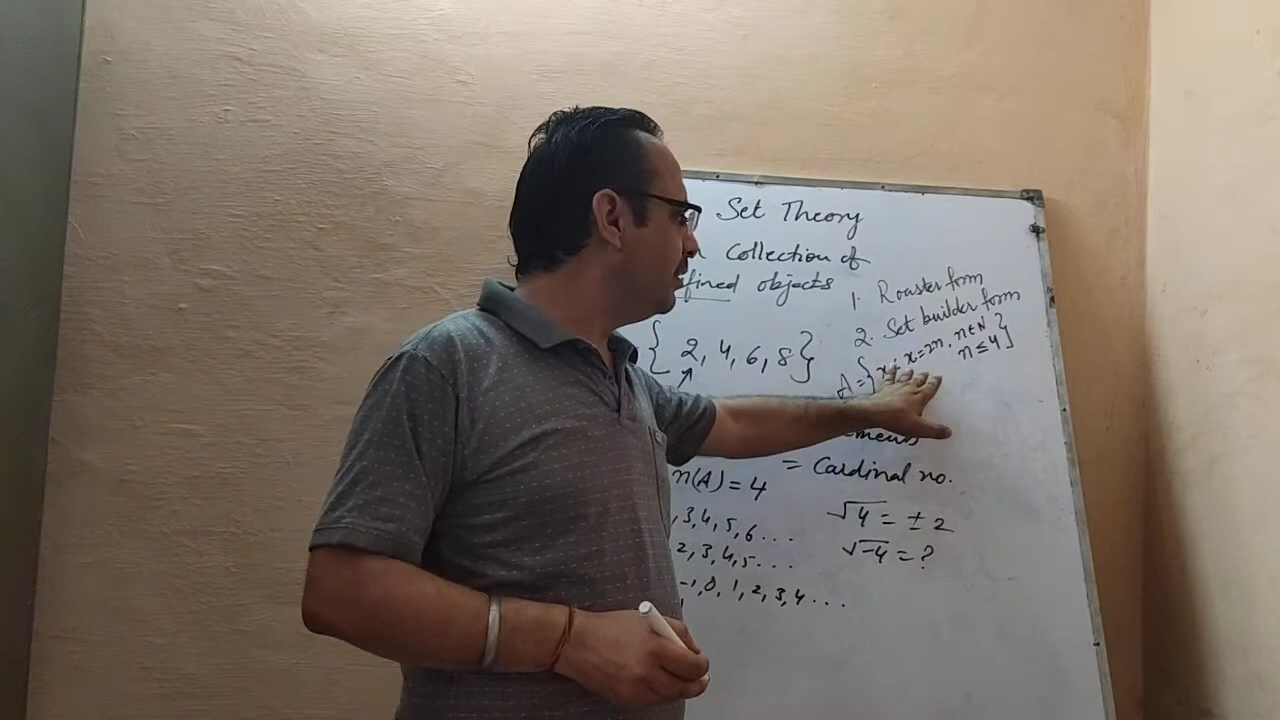 Set Theory
Collection of
fined objects
1. Roaster form
2. Set builder form
{ 2, 4, 6, 8 }
A = { x : x = 2n, n ∈ N
n ≤ 4 }
ements
= Cardinal no.
n(A) = 4
, 3, 4, 5, 6 ...
√4 = ± 2
2, 3, 4, 5 ...
√-4 = ?
-1, 0, 1, 2, 3, 4 ...